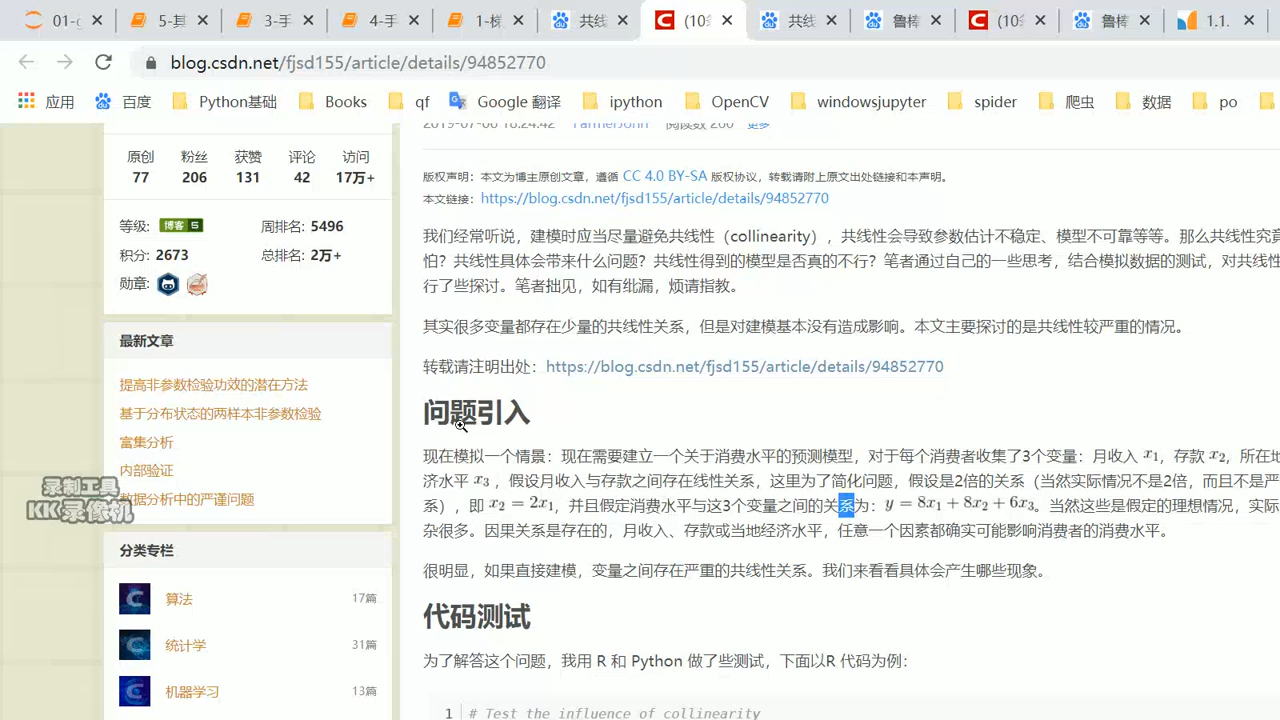 01-c
5-其
3-手
4-手
1-梯
共线
(10条
共线
鲁棒
(10条
鲁棒
1.1.
blog.csdn.net/fjsd155/article/details/94852770
应用
百度
Python基础
Books
qf
Google 翻译
ipython
OpenCV
windowsjupyter
spider
爬虫
数据
po
2019-07-06 18:24:42 FarmerJohn 阅读数 260 更多
原创 粉丝 获赞 评论 访问
77 206 131 42 17万+
等级: 博客 5 周排名: 5496
积分: 2673 总排名: 2万+
勋章:
最新文章
提高非参数检验功效的潜在方法
基于分布状态的两样本非参数检验
富集分析
内部验证
数据分析中的严谨问题
录制工具
KK录像机
分类专栏
算法 17篇
统计学 31篇
机器学习 13篇
版权声明：本文为博主原创文章，遵循 CC 4.0 BY-SA 版权协议，转载请附上原文出处链接和本声明。
本文链接：https://blog.csdn.net/fjsd155/article/details/94852770
我们经常听说，建模时应当尽量避免共线性（collinearity），共线性会导致参数估计不稳定、模型不可靠等等。那么共线性究竟
怕？共线性具体会带来什么问题？共线性得到的模型是否真的不行？笔者通过自己的一些思考，结合模拟数据的测试，对共线性
行了些探讨。笔者拙见，如有纰漏，烦请指教。
其实很多变量都存在少量的共线性关系，但是对建模基本没有造成影响。本文主要探讨的是共线性较严重的情况。
转载请注明出处：https://blog.csdn.net/fjsd155/article/details/94852770
问题引入
现在模拟一个情景：现在需要建立一个关于消费水平的预测模型，对于每个消费者收集了3个变量：月收入 x₁，存款 x₂，所在地
济水平 x₃ ，假设月收入与存款之间存在线性关系，这里为了简化问题，假设是2倍的关系（当然实际情况不是2倍，而且不是严
系），即 x₂ = 2x₁，并且假定消费水平与这3个变量之间的关系为：y = 8x₁ + 8x₂ + 6x₃。当然这些是假定的理想情况，实际
杂很多。因果关系是存在的，月收入、存款或当地经济水平，任意一个因素都确实可能影响消费者的消费水平。
很明显，如果直接建模，变量之间存在严重的共线性关系。我们来看看具体会产生哪些现象。
代码测试
为了解答这个问题，我用 R 和 Python 做了些测试，下面以R 代码为例：
1 # Test the influence of collinearity